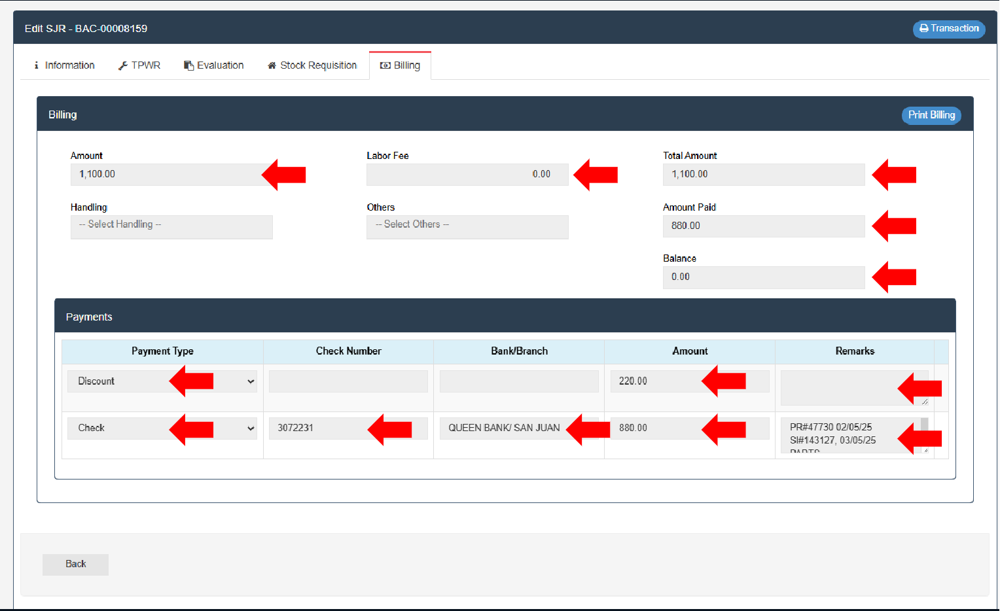 Edit SJR - BAC-00008159
Transaction
Information
TPWR
Evaluation
Stock Requisition
Billing
Billing
Print Billing
Amount
Labor Fee
Total Amount
1,100.00
0.00
1,100.00
Handling
Others
Amount Paid
-- Select Handling --
-- Select Others --
880.00
Balance
0.00
Payments
Payment Type
Check Number
Bank/Branch
Amount
Remarks
Discount
220.00
Check
3072231
QUEEN BANK/ SAN JUAN
880.00
PR#47730 02/05/25
SI#143127, 03/05/25
PARTS
Back